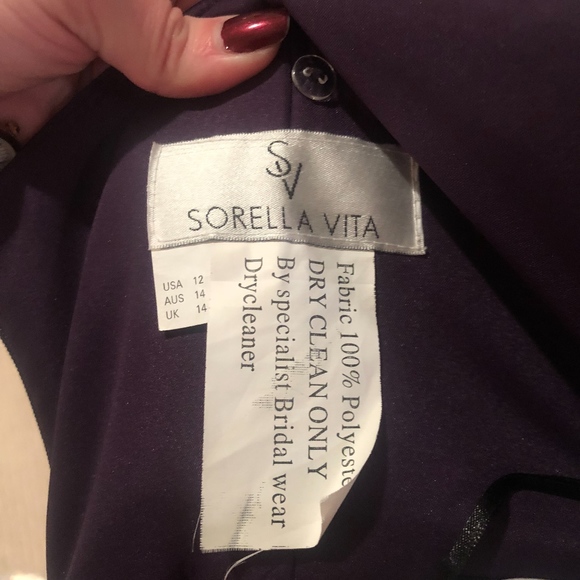 SV
SORELLA VITA
USA 12
AUS 14
UK 14
Fabric 100% Polyeste
DRY CLEAN ONLY
By specialist Bridal wear
Drycleaner